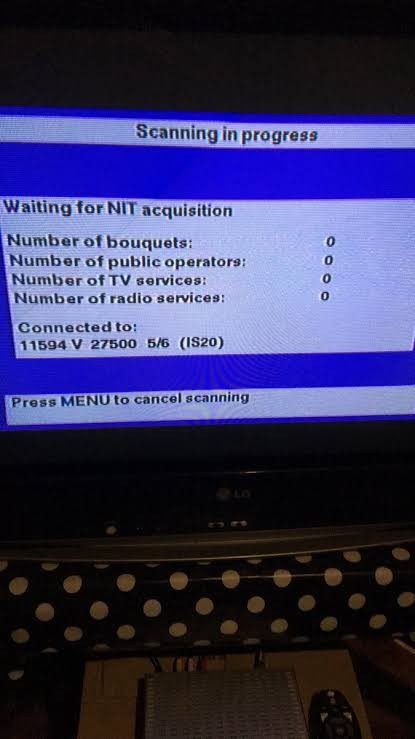 Scanning in progress
Waiting for NIT acquisition
Number of bouquets: 0
Number of public operators: 0
Number of TV services: 0
Number of radio services: 0
Connected to:
11594 V 27500 5/6 (IS20)
Press MENU to cancel scanning
LG